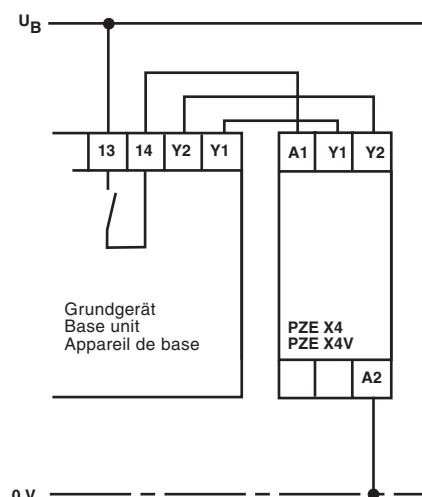 UB
13 14 Y2 Y1
A1 Y1 Y2
Grundgerät
Base unit
Appareil de base
PZE X4
PZE X4V
A2
0 V